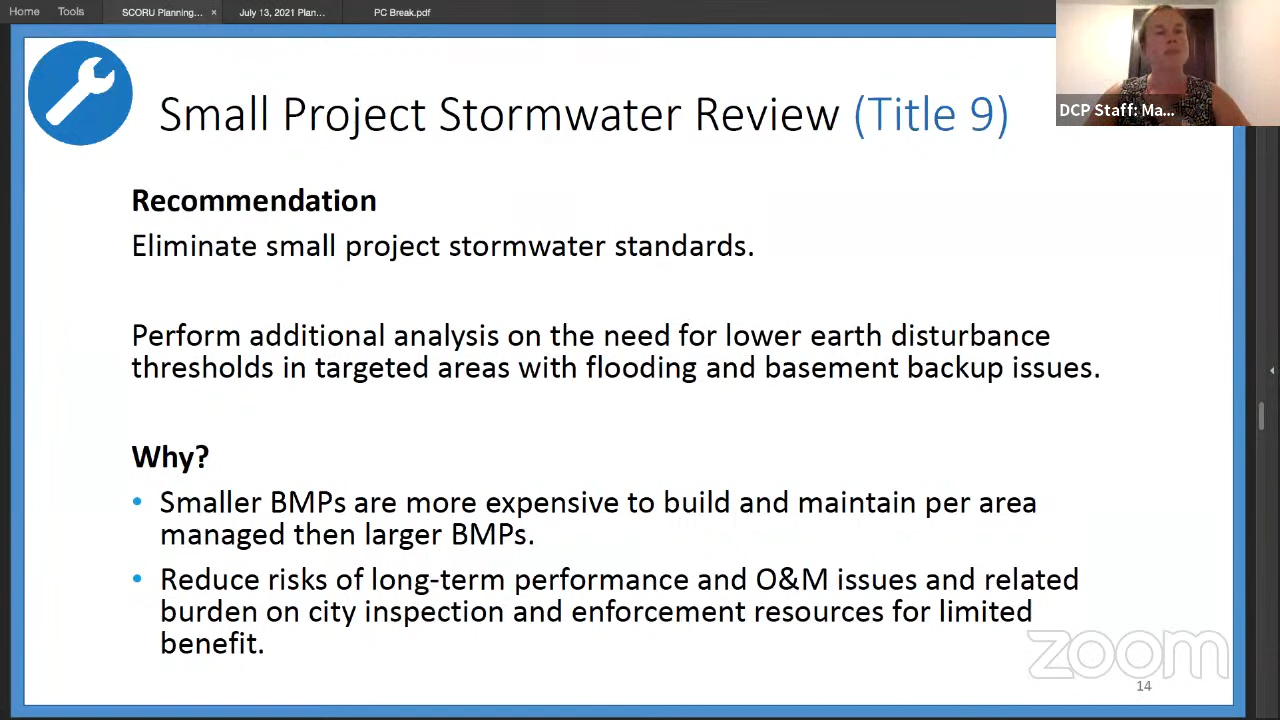 Home Tools SCORU Planning... × July 13, 2021 Plan... PC Break.pdf
DCP Staff: Ma...
Small Project Stormwater Review (Title 9)
Recommendation
Eliminate small project stormwater standards.
Perform additional analysis on the need for lower earth disturbance
thresholds in targeted areas with flooding and basement backup issues.
Why?
• Smaller BMPs are more expensive to build and maintain per area
managed then larger BMPs.
• Reduce risks of long-term performance and O&M issues and related
burden on city inspection and enforcement resources for limited
benefit.
zoom
14